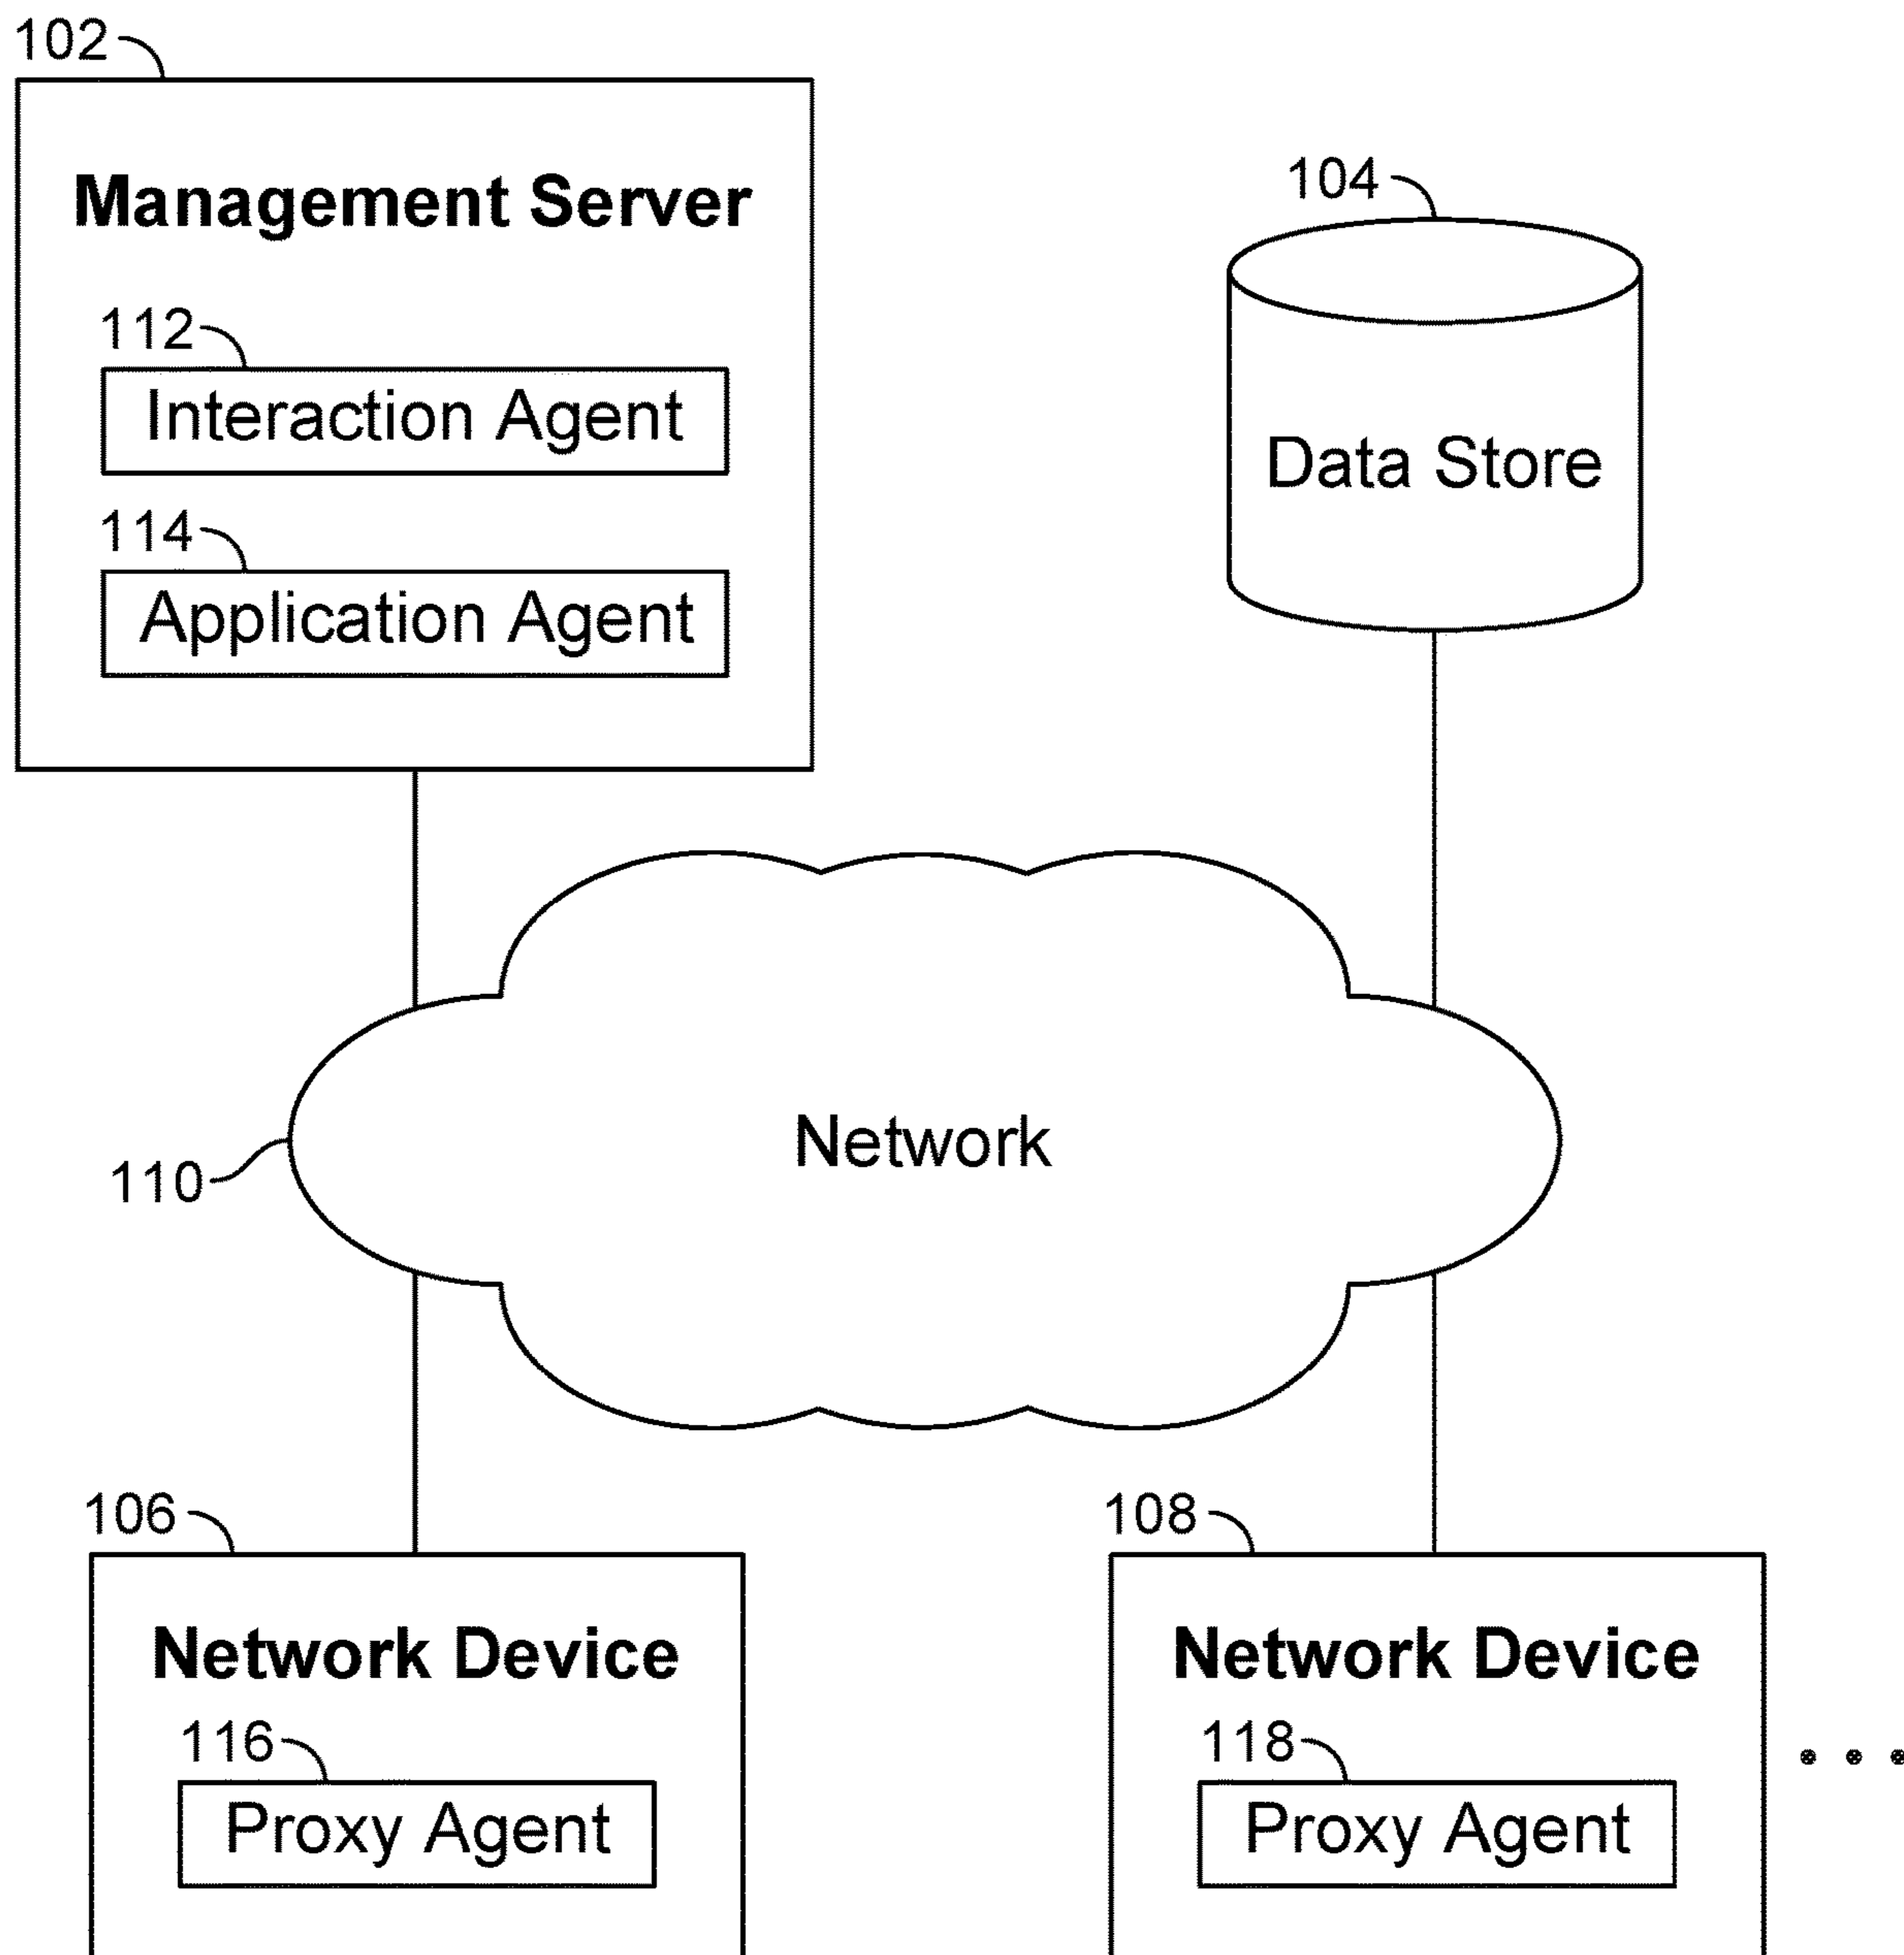 102
Management Server
104
112
Interaction Agent
Data Store
114
Application Agent
Network
110
106
108
Network Device
Network Device
116
118
Proxy Agent
Proxy Agent